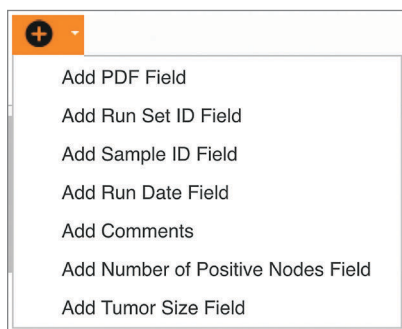 Add PDF Field
Add Run Set ID Field
Add Sample ID Field
Add Run Date Field
Add Comments
Add Number of Positive Nodes Field
Add Tumor Size Field